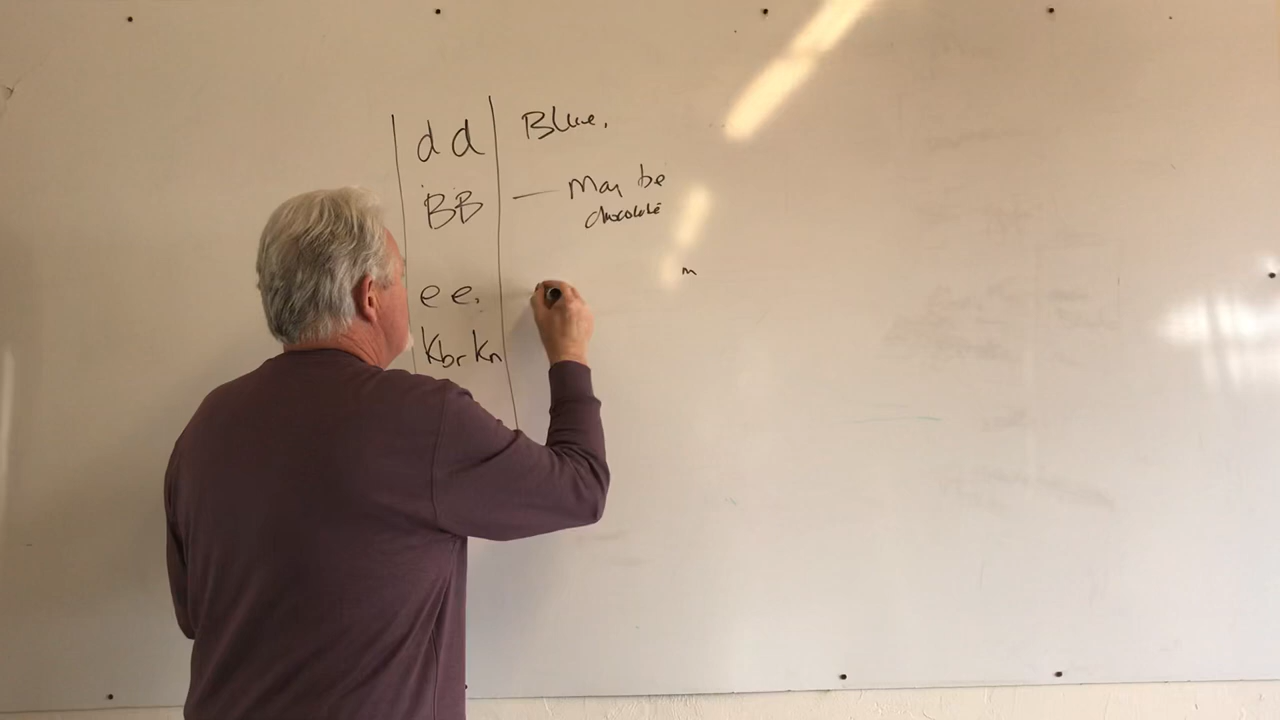 dd Blue.
BB — May be
chocolate
m
ee.
Kbr Kn